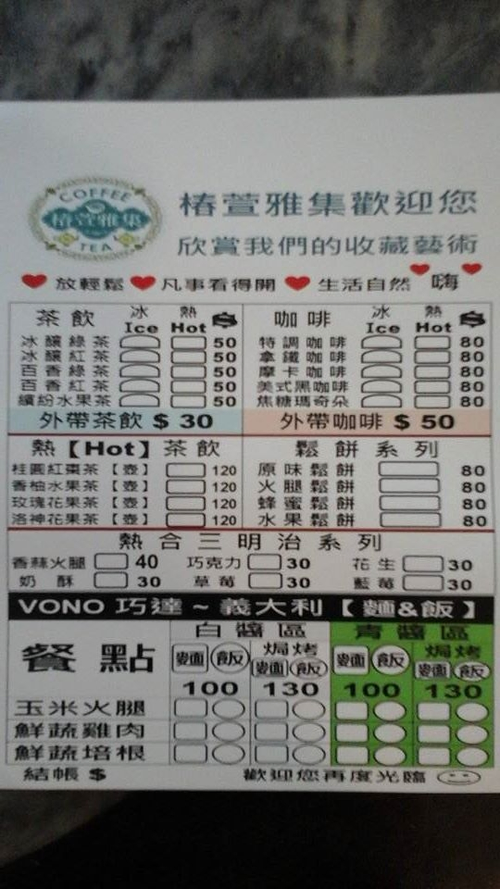 COFFEE
椿萱雅集
TEA
椿萱雅集歡迎您
欣賞我們的收藏藝術
放輕鬆 凡事看得開 生活自然 嗨
茶飲 冰 Ice 熱 Hot $ 咖啡 冰 Ice 熱 Hot $
冰釀綠茶 50 特調咖啡 80
冰釀紅茶 50 拿鐵咖啡 80
百香綠茶 50 摩卡咖啡 80
百香紅茶 50 美式黑咖啡 80
繽紛水果茶 50 焦糖瑪奇朵 80
外帶茶飲 $ 30 外帶咖啡 $ 50
熱【Hot】茶飲 鬆餅系列
桂圓紅棗茶【壺】 120 原味鬆餅 80
香柚水果茶【壺】 120 火腿鬆餅 80
玫瑰花果茶【壺】 120 蜂蜜鬆餅 80
洛神花果茶【壺】 120 水果鬆餅 80
熱合三明治系列
香蒜火腿 40 巧克力 30 花生 30
奶酥 30 草莓 30 藍莓 30
VONO 巧達 ~ 義大利【麵&飯】
餐點 白醬區 青醬區
麵 飯 焗烤 麵 飯 麵 飯 焗烤 麵 飯
100 130 100 130
玉米火腿
鮮蔬雞肉
鮮蔬培根
結帳 $ 歡迎您再度光臨